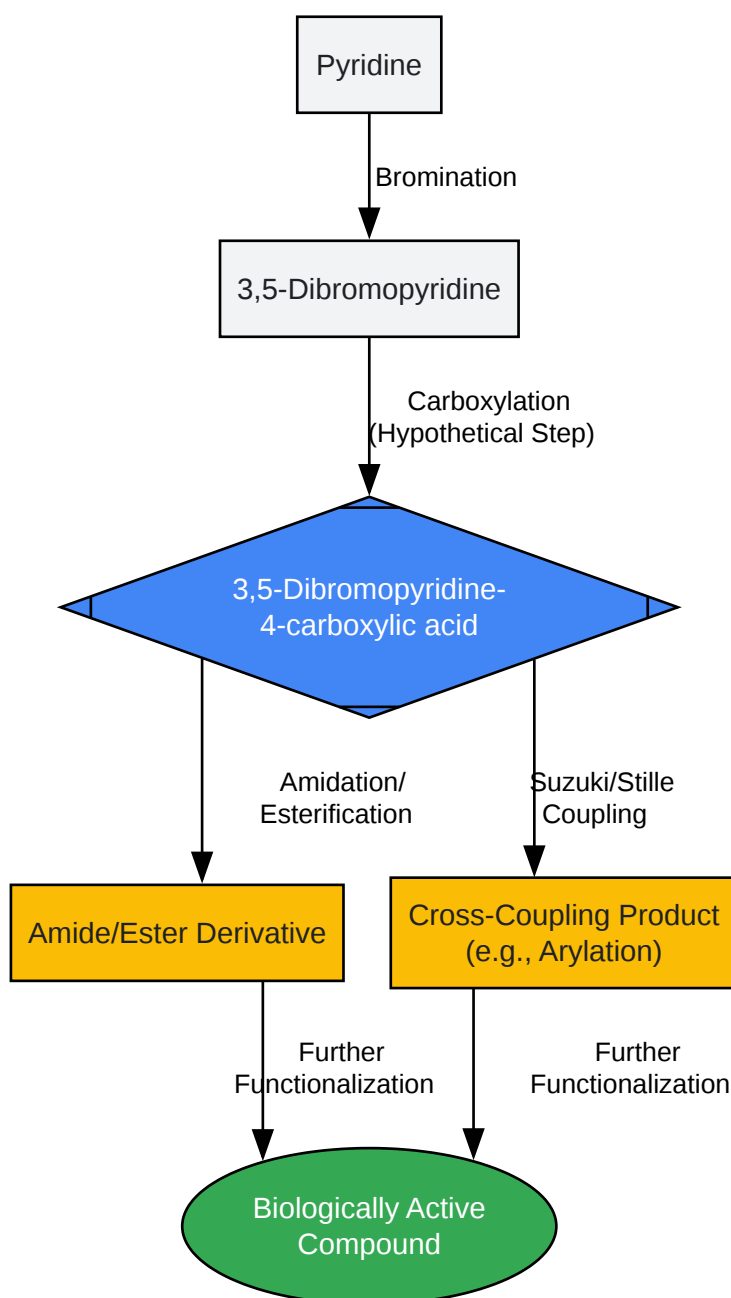 Pyridine
Bromination
3,5-Dibromopyridine
Carboxylation
(Hypothetical Step)
3,5-Dibromopyridine-
4-carboxylic acid
Amidation/
Esterification
Suzuki/Stille
Coupling
Amide/Ester Derivative
Cross-Coupling Product
(e.g., Arylation)
Further
Functionalization
Further
Functionalization
Biologically Active
Compound